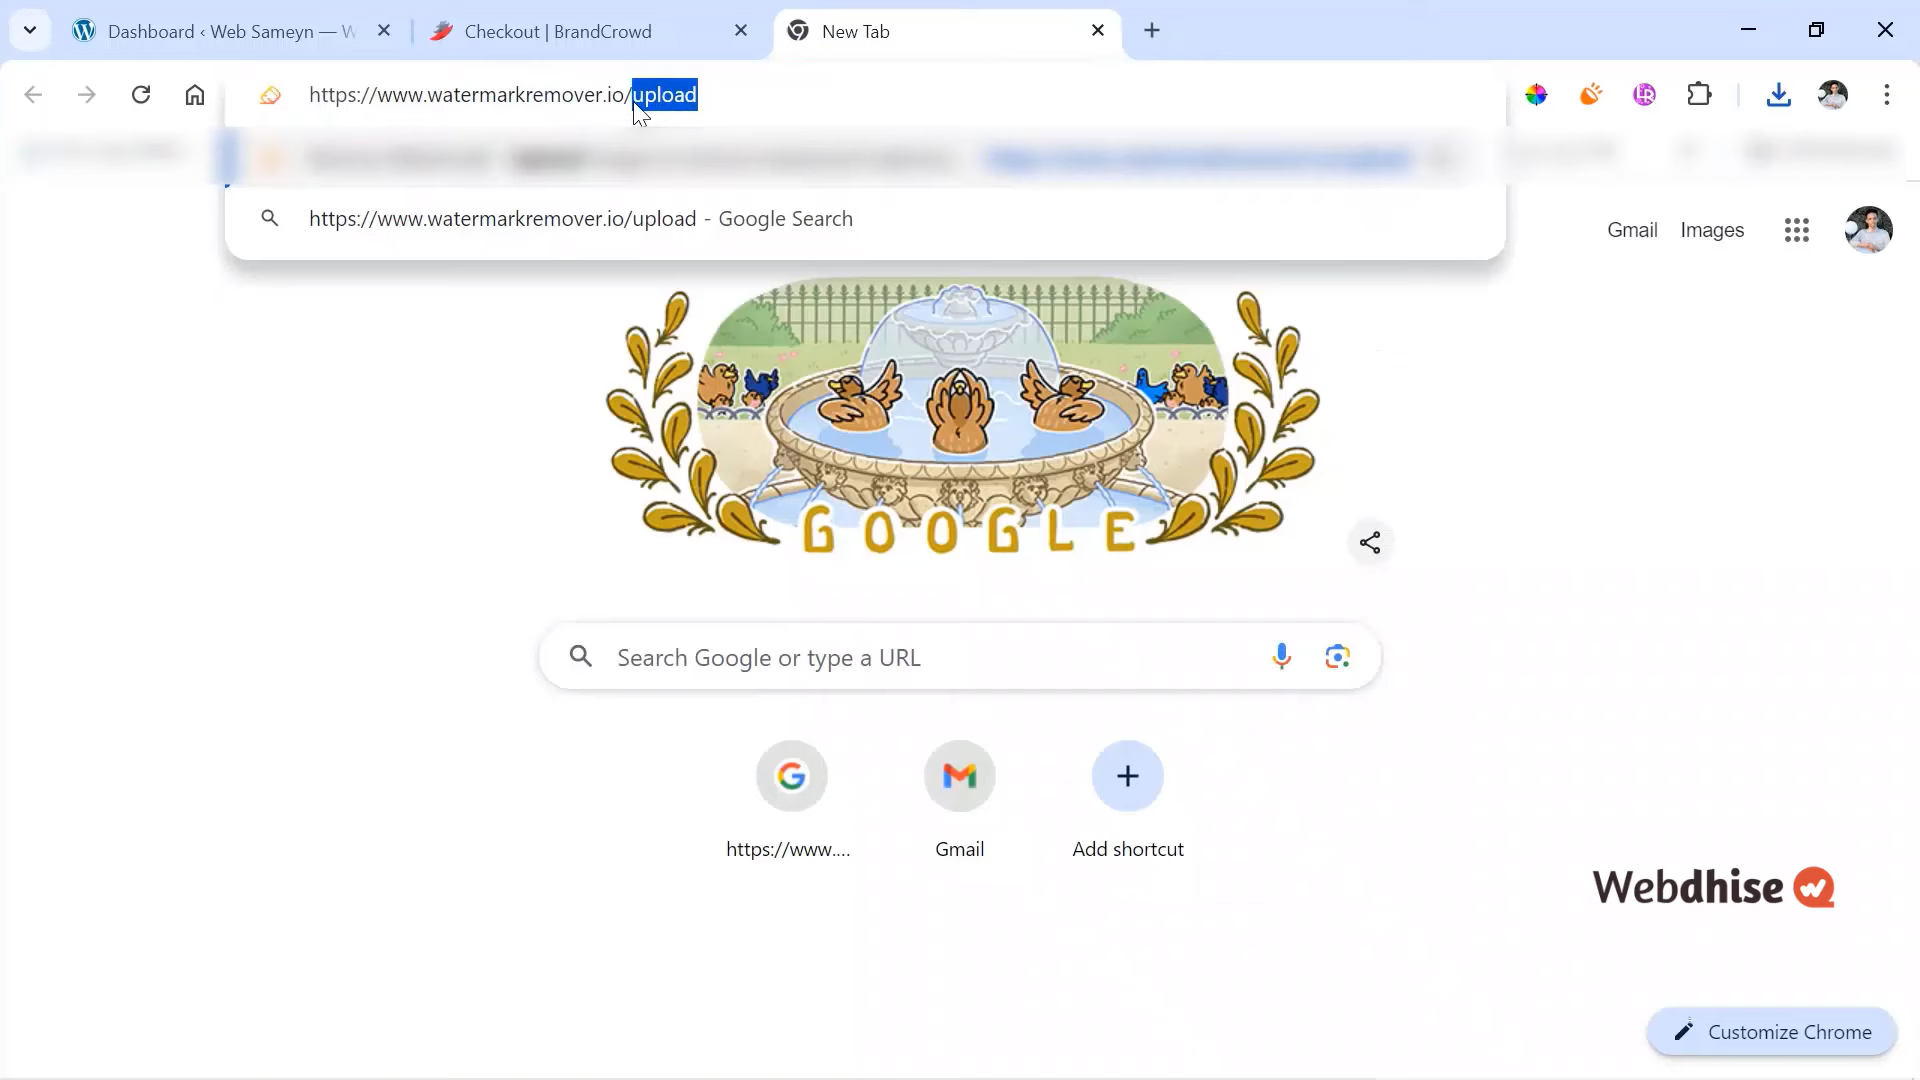 Dashboard ‹ Web Sameyn — W
Checkout | BrandCrowd
New Tab
https://www.watermarkremover.io/upload
https://www.watermarkremover.io/upload - Google Search
Gmail
Images
GOOGLE
Search Google or type a URL
https://www....
Gmail
Add shortcut
Webdhise
Customize Chrome